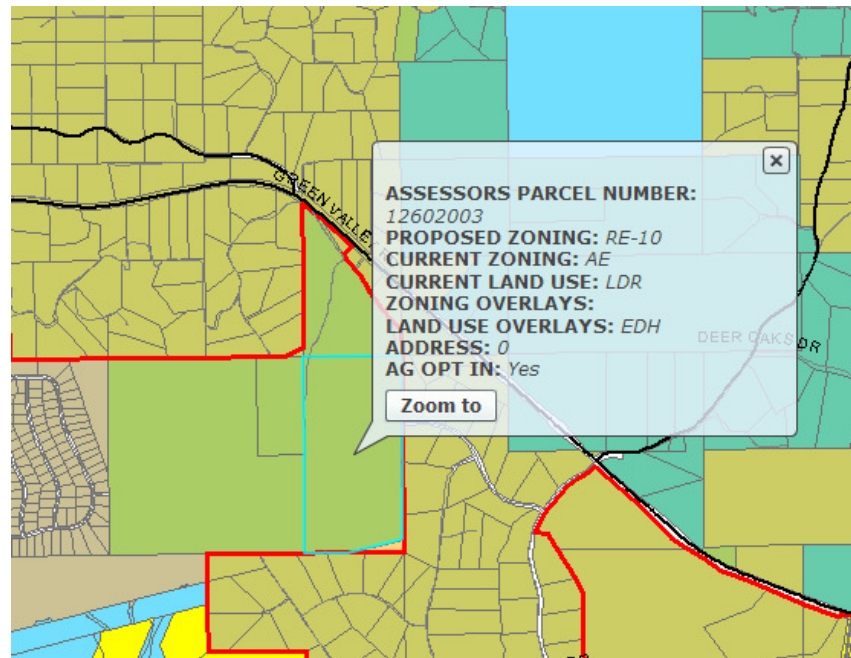 GREEN VALLEY
×
ASSESSORS PARCEL NUMBER:
12602003
PROPOSED ZONING: RE-10
CURRENT ZONING: AE
CURRENT LAND USE: LDR
ZONING OVERLAYS:
LAND USE OVERLAYS: EDH
ADDRESS: 0
AG OPT IN: Yes
Zoom to
DEER OAKS DR